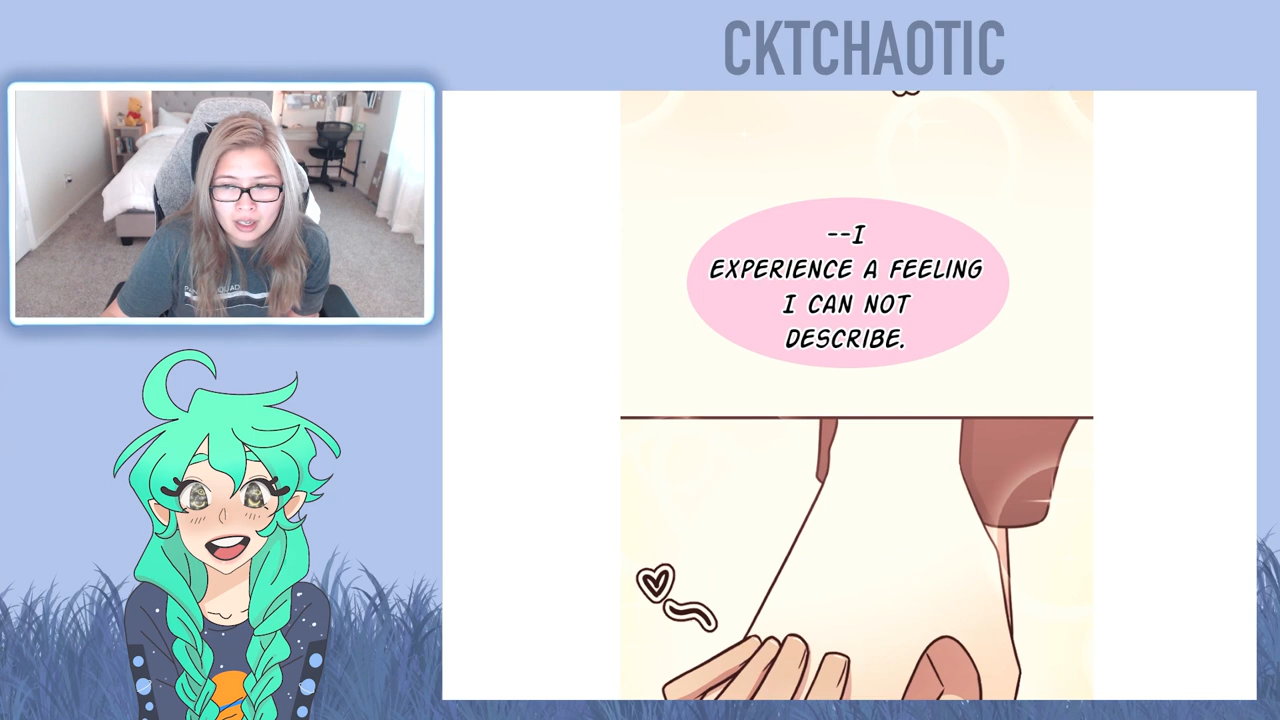 CKTCHAOTIC
--I
EXPERIENCE A FEELING
I CAN NOT
DESCRIBE.